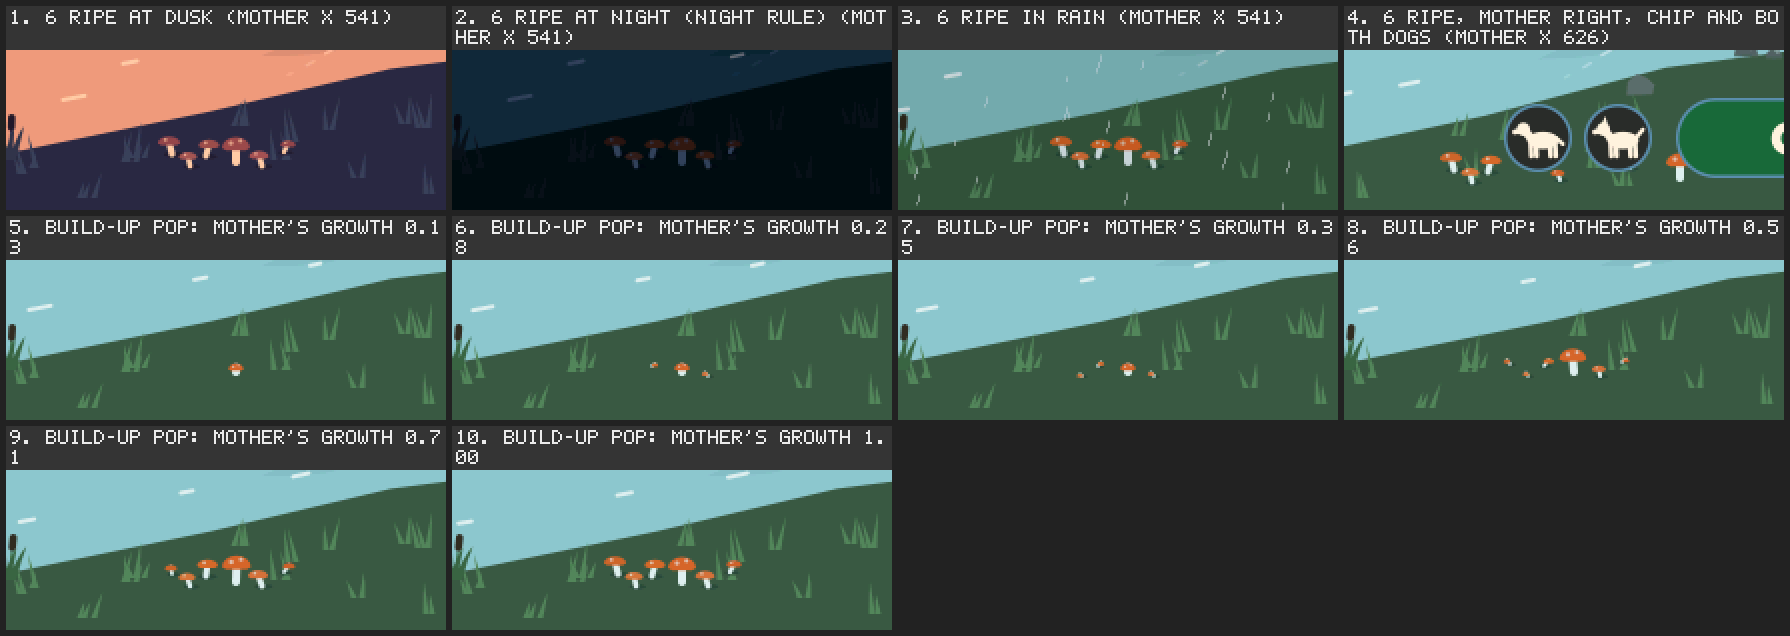 1. 6 RIPE AT DUSK (MOTHER X 541)
2. 6 RIPE AT NIGHT (NIGHT RULE) (MOT
HER X 541)
3. 6 RIPE IN RAIN (MOTHER X 541)
4. 6 RIPE, MOTHER RIGHT, CHIP AND BO
TH DOGS (MOTHER X 626)
5. BUILD-UP POP: MOTHER'S GROWTH 0.1
3
6. BUILD-UP POP: MOTHER'S GROWTH 0.2
8
7. BUILD-UP POP: MOTHER'S GROWTH 0.3
5
8. BUILD-UP POP: MOTHER'S GROWTH 0.5
6
9. BUILD-UP POP: MOTHER'S GROWTH 0.7
1
10. BUILD-UP POP: MOTHER'S GROWTH 1.
00